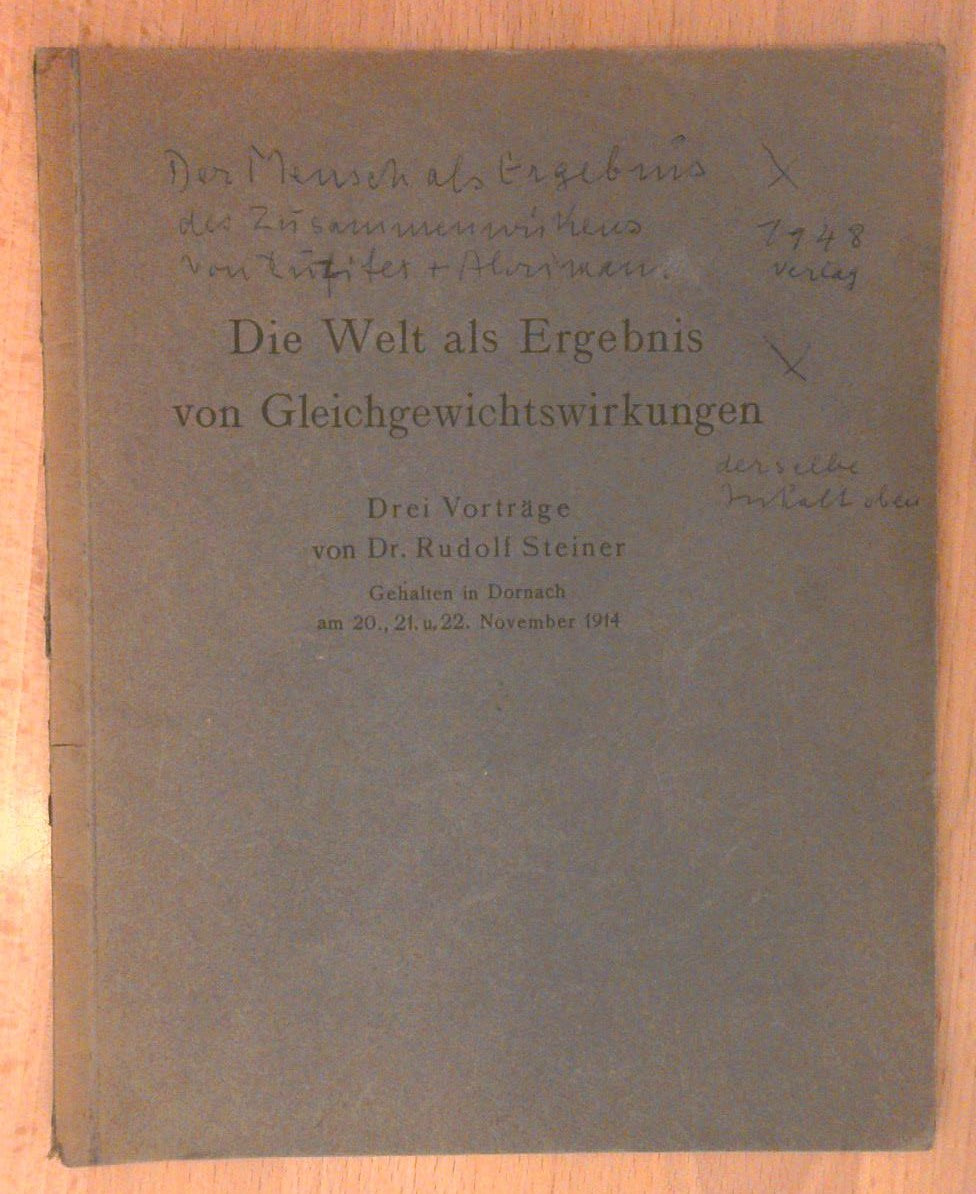 Der Mensch als Ergebnis X
des Zusammenwirkens 1948
von Luzifer + Ahriman. Verlag
Die Welt als Ergebnis X
von Gleichgewichtswirkungen
derselbe
Inhalt oben
Drei Vorträge
von Dr. Rudolf Steiner
Gehalten in Dornach
am 20., 21. u. 22. November 1914